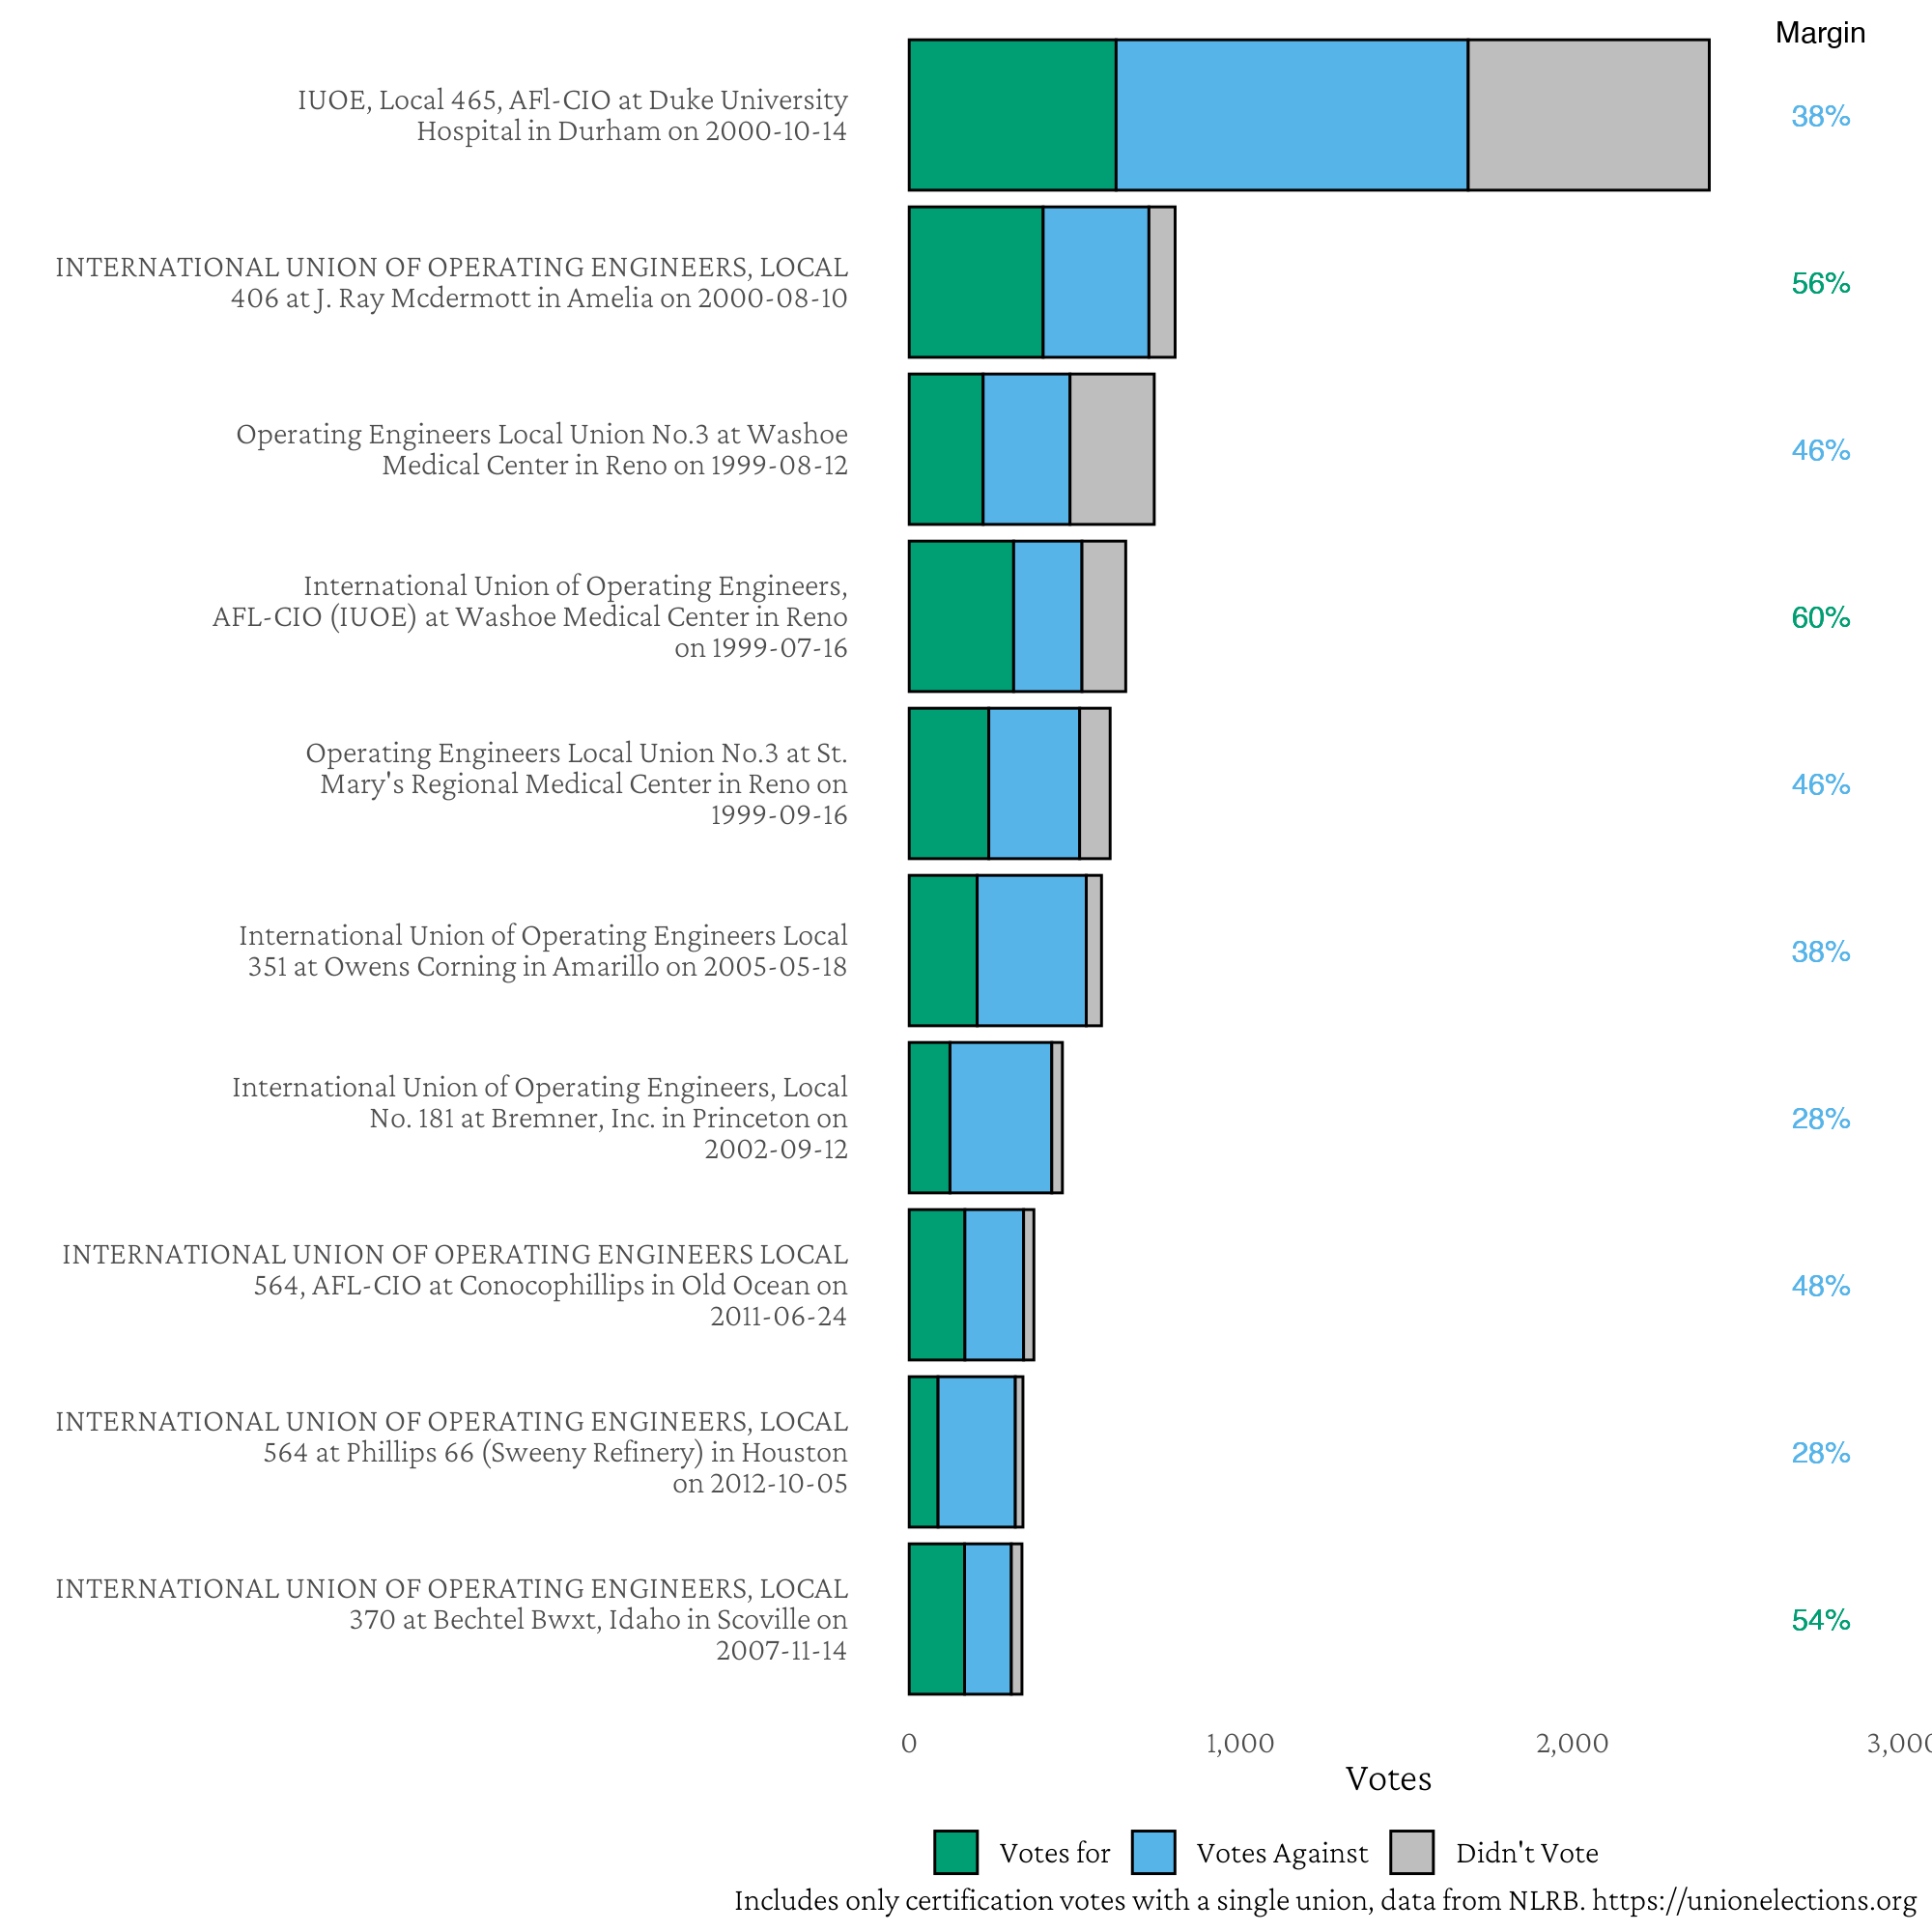 Margin
IUOE, Local 465, AFl-CIO at Duke University
Hospital in Durham on 2000-10-14
38%
INTERNATIONAL UNION OF OPERATING ENGINEERS, LOCAL
406 at J. Ray Mcdermott in Amelia on 2000-08-10
56%
Operating Engineers Local Union No.3 at Washoe
Medical Center in Reno on 1999-08-12
46%
International Union of Operating Engineers,
AFL-CIO (IUOE) at Washoe Medical Center in Reno
on 1999-07-16
60%
Operating Engineers Local Union No.3 at St.
Mary's Regional Medical Center in Reno on
1999-09-16
46%
International Union of Operating Engineers Local
351 at Owens Corning in Amarillo on 2005-05-18
38%
International Union of Operating Engineers, Local
No. 181 at Bremner, Inc. in Princeton on
2002-09-12
28%
INTERNATIONAL UNION OF OPERATING ENGINEERS LOCAL
564, AFL-CIO at Conocophillips in Old Ocean on
2011-06-24
48%
INTERNATIONAL UNION OF OPERATING ENGINEERS, LOCAL
564 at Phillips 66 (Sweeny Refinery) in Houston
on 2012-10-05
28%
INTERNATIONAL UNION OF OPERATING ENGINEERS, LOCAL
370 at Bechtel Bwxt, Idaho in Scoville on
2007-11-14
54%
0 1,000 2,000 3,000
Votes
Votes for Votes Against Didn't Vote
Includes only certification votes with a single union, data from NLRB. https://unionelections.org